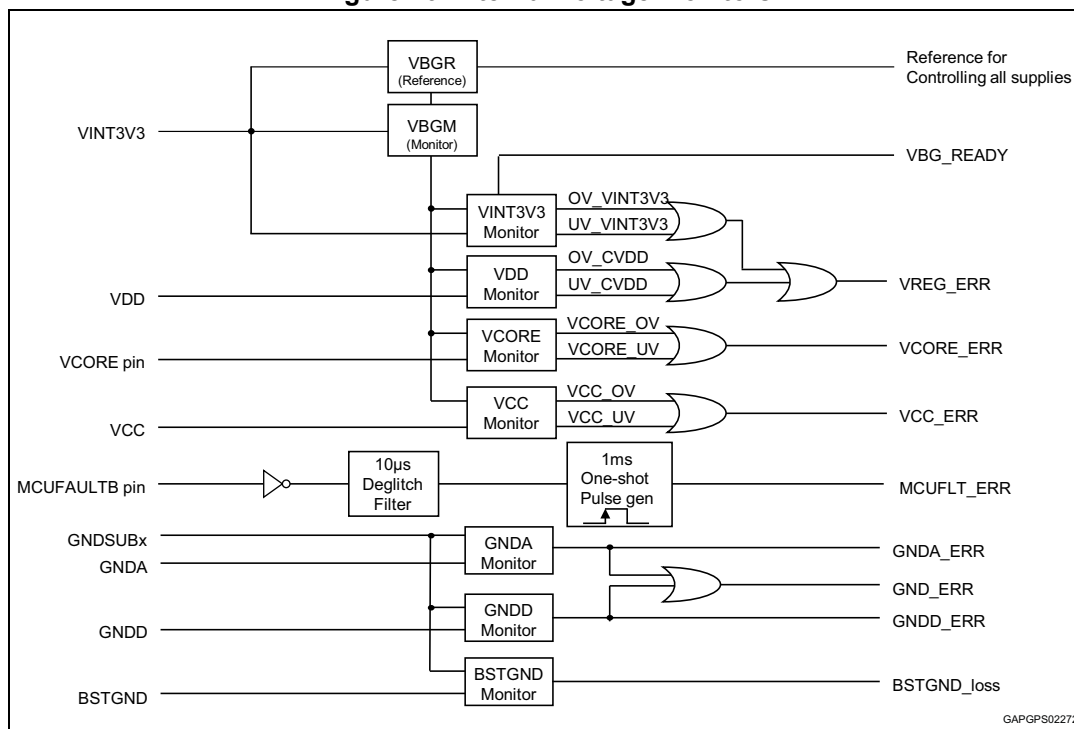 VBGR
(Reference)
Reference for
Controlling all supplies
VINT3V3
VBGM
(Monitor)
VBG_READY
VINT3V3
Monitor
OV_VINT3V3
UV_VINT3V3
VDD
VDD
Monitor
OV_CVDD
UV_CVDD
VREG_ERR
VCORE pin
VCORE
Monitor
VCORE_OV
VCORE_UV
VCORE_ERR
VCC
VCC
Monitor
VCC_OV
VCC_UV
VCC_ERR
MCUFAULTB pin
10µs
Deglitch
Filter
1ms
One-shot
Pulse gen
MCUFLT_ERR
GNDSUBx
GNDA
GNDA
Monitor
GNDA_ERR
GND_ERR
GNDD
GNDD
Monitor
GNDD_ERR
BSTGND
BSTGND
Monitor
BSTGND_loss
GAPGPS02272